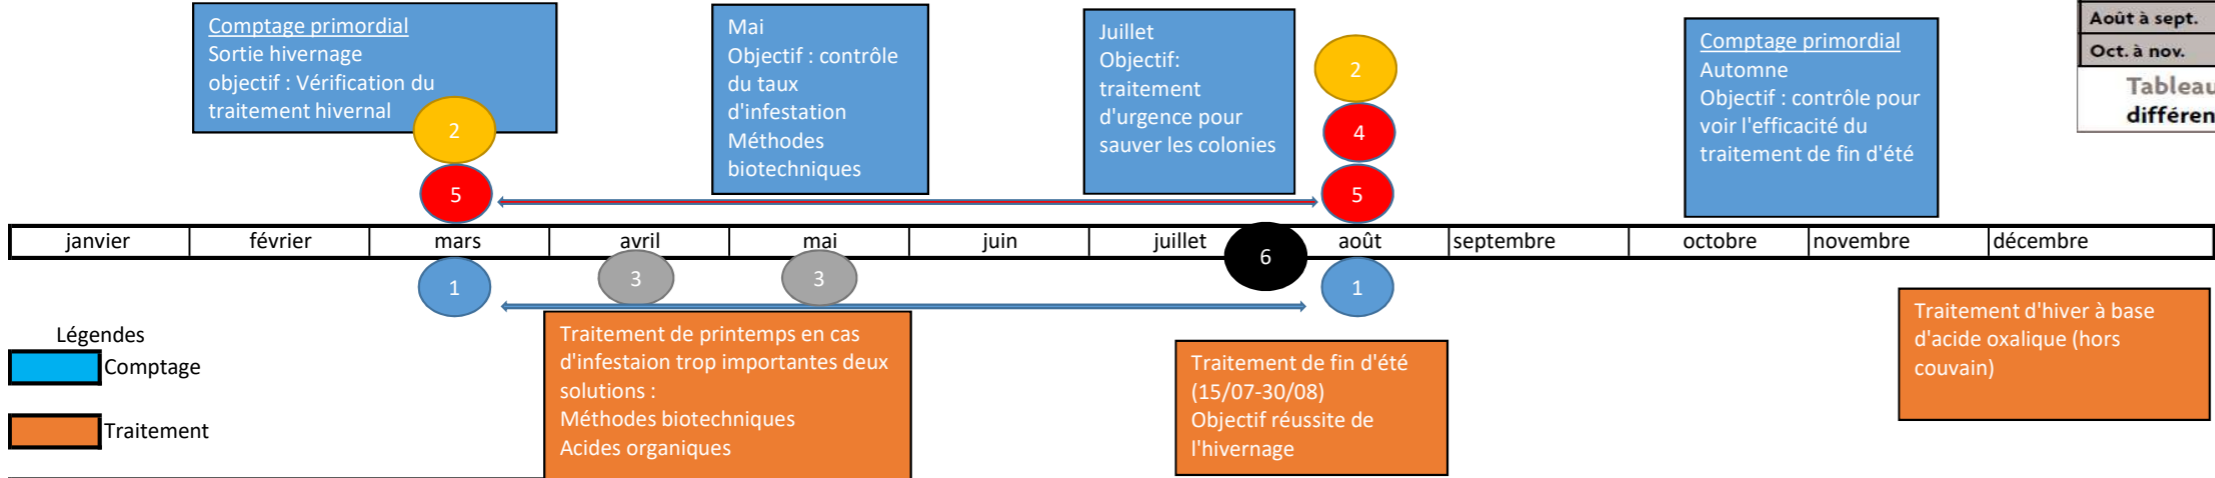 Comptage primordial
Sortie hivernage
objectif : Vérification du
traitement hivernal
Mai
Objectif : contrôle
du taux
d'infestation
Méthodes
biotechniques
Juillet
Objectif:
traitement
d'urgence pour
sauver les colonies
Comptage primordial
Automne
Objectif : contrôle pour
voir l'efficacité du
traitement de fin d'été
Août à sept.
Oct. à nov.
Tableau
différen
2
5
2
4
5
janvier février mars avril mai juin juillet août septembre octobre novembre décembre
6
1
3
3
1
Légendes
Comptage
Traitement
Traitement de printemps en cas
d'infestaion trop importantes deux
solutions :
Méthodes biotechniques
Acides organiques
Traitement de fin d'été
(15/07-30/08)
Objectif réussite de
l'hivernage
Traitement d'hiver à base
d'acide oxalique (hors
couvain)